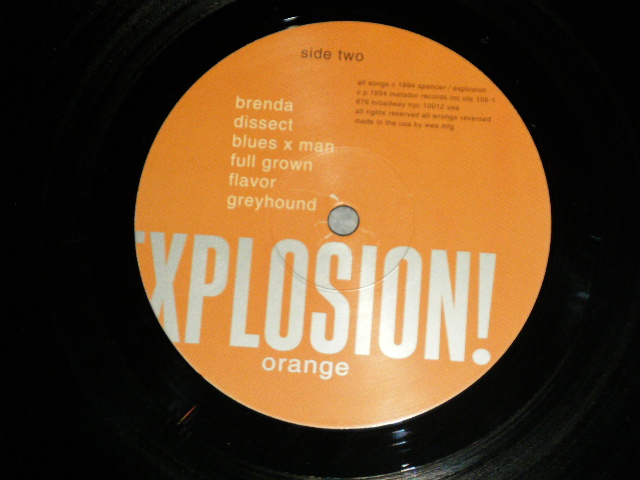 side two
all songs c 1994 spencer / explosion
c p 1994 matador records inc ole 105-1
676 broadway nyc 10012 usa
all rights reserved all wrongs reversed
made in the usa by wea mfg
brenda
dissect
blues x man
full grown
flavor
greyhound
EXPLOSION!
orange